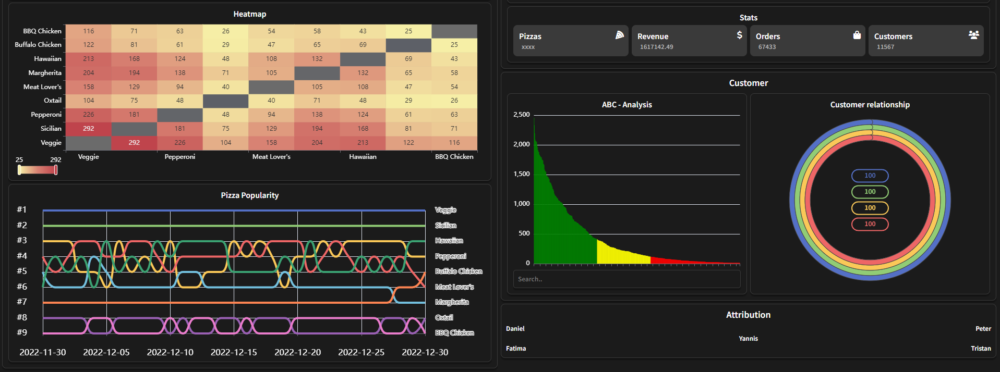 Heatmap
BBQ Chicken 116 71 63 26 54 58 43 25
Buffalo Chicken 122 81 61 29 47 65 69 25
Hawaiian 213 168 124 48 108 132 69 43
Margherita 204 194 138 71 105 132 65 58
Meat Lover's 158 129 94 40 105 108 47 54
Oxtail 104 75 48 40 71 48 29 26
Pepperoni 226 181 48 94 138 124 61 63
Sicilian 292 181 75 129 194 168 81 71
Veggie 292 226 104 158 204 213 122 116
Veggie Pepperoni Meat Lover's Hawaiian BBQ Chicken
25 292
Pizza Popularity
#1 Veggie
#2 Sicilian
#3 Hawaiian
#4 Pepperoni
#5 Buffalo Chicken
#6 Meat Lover's
#7 Margherita
#8 Oxtail
#9 BBQ Chicken
2022-11-30 2022-12-05 2022-12-10 2022-12-15 2022-12-20 2022-12-25 2022-12-30
Stats
Pizzas Revenue $ Orders Customers
xxxx 1617142.49 67433 11567
Customer
ABC - Analysis
2,500
2,000
1,500
1,000
500
0
Search..
Customer relationship
100
100
100
100
Attribution
Daniel Peter
Yannis
Fatima Tristan